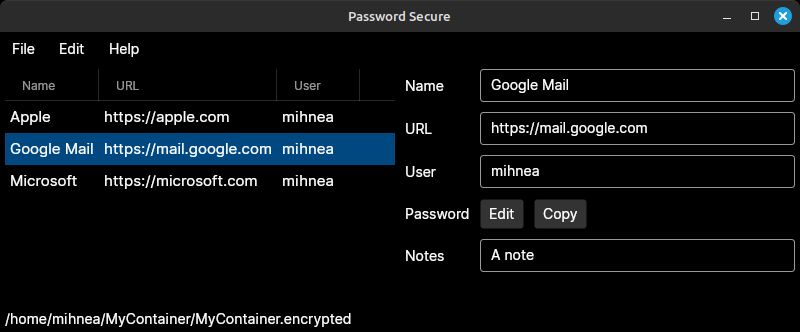 Password Secure
File Edit Help
Name URL User
Apple https://apple.com mihnea
Google Mail https://mail.google.com mihnea
Microsoft https://microsoft.com mihnea
Name Google Mail
URL https://mail.google.com
User mihnea
Password Edit Copy
Notes A note
/home/mihnea/MyContainer/MyContainer.encrypted